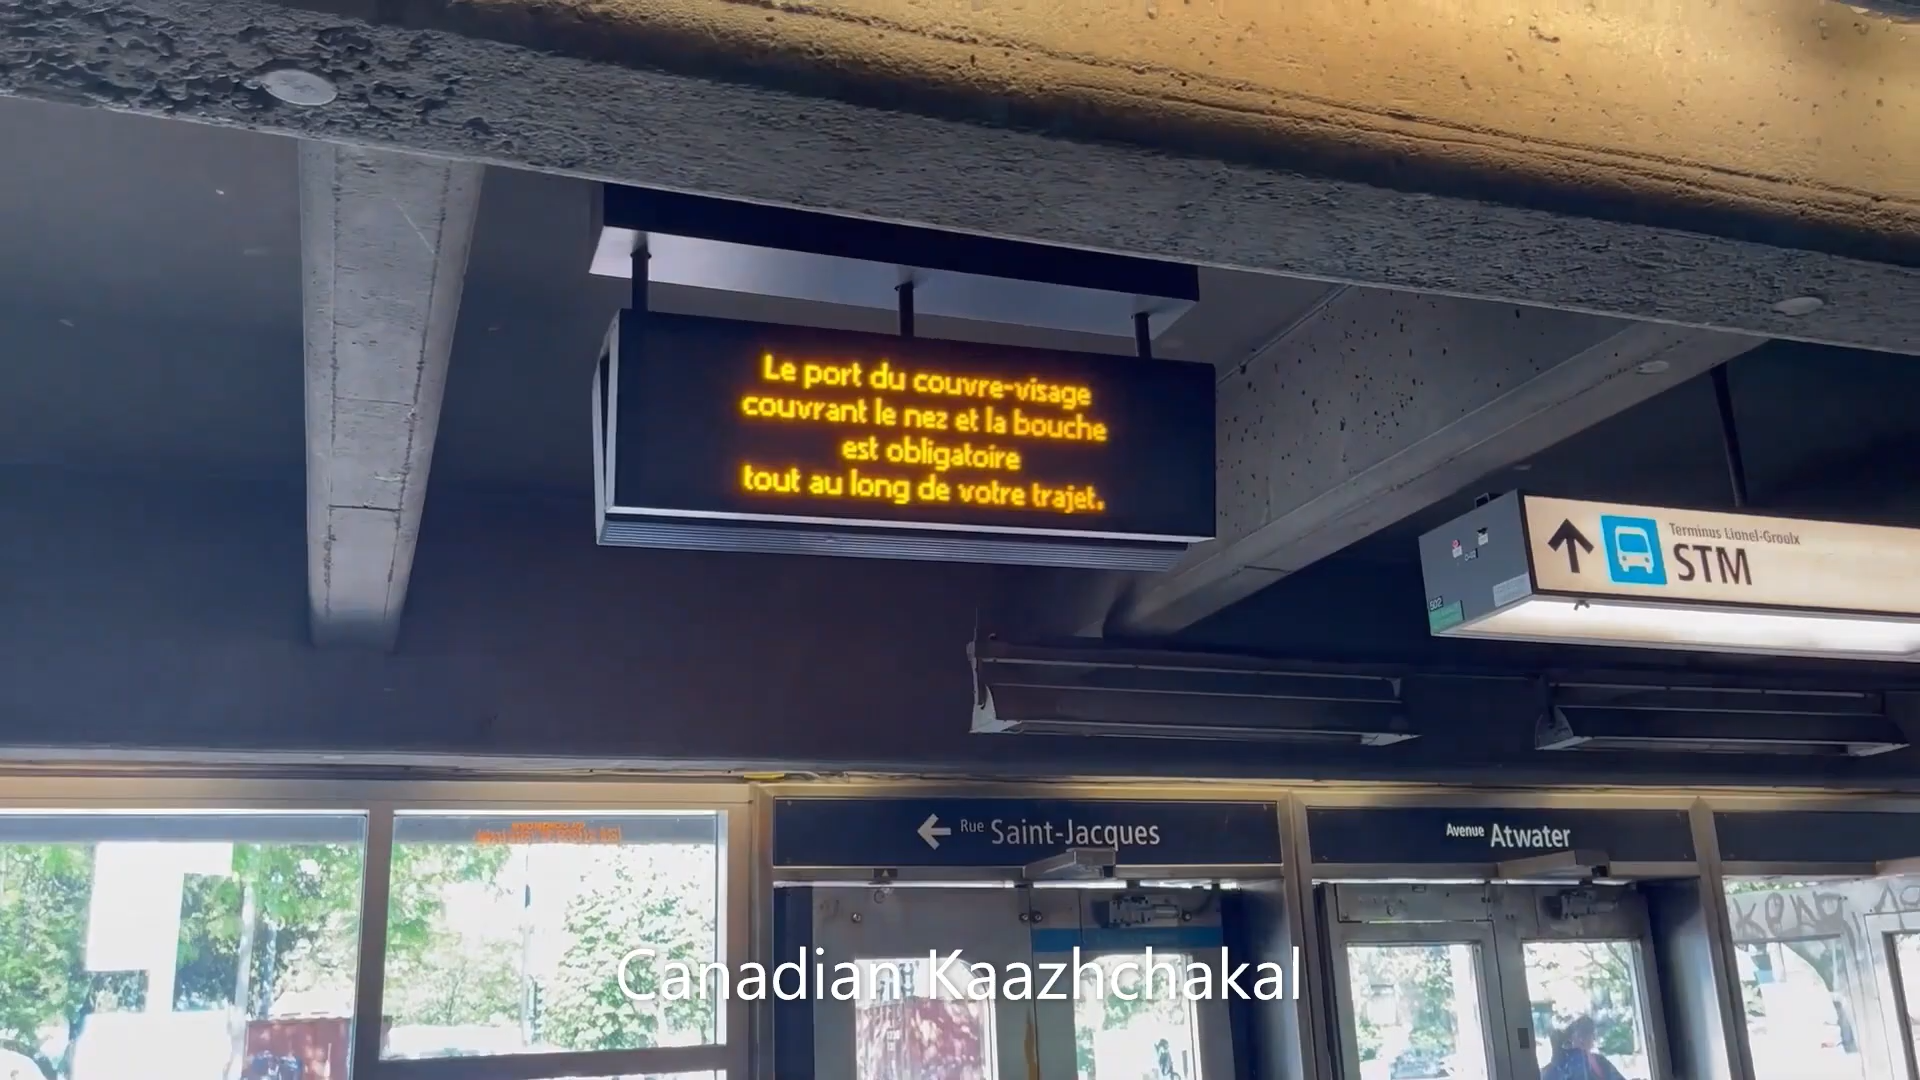 Le port du couvre-visage
couvrant le nez et la bouche
est obligatoire
tout au long de votre trajet.
Terminus Lionel-Groulx
STM
502
Rue Saint-Jacques
Avenue Atwater
Canadian Kaazhchakal